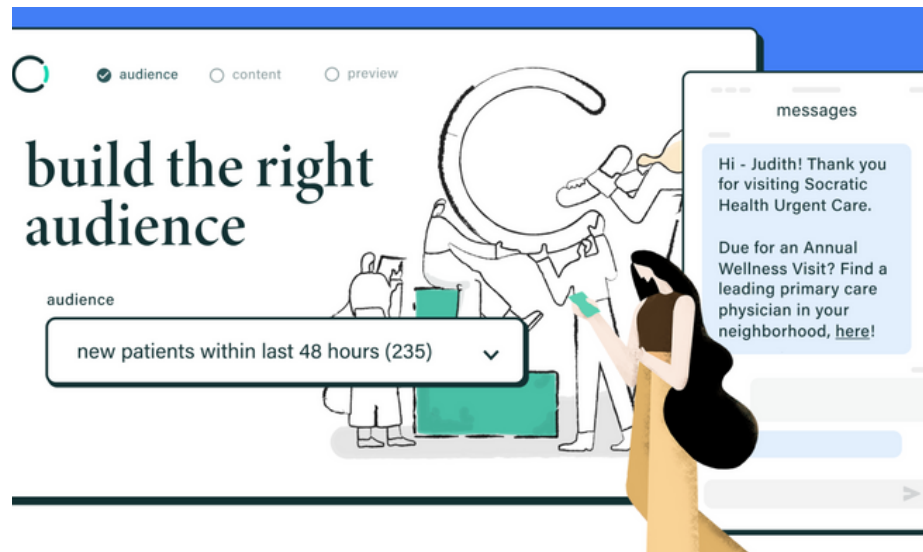 audience
content
preview
build the right
audience
audience
new patients within last 48 hours (235)
messages
Hi - Judith! Thank you
for visiting Socratic
Health Urgent Care.
Due for an Annual
Wellness Visit? Find a
leading primary care
physician in your
neighborhood, here!